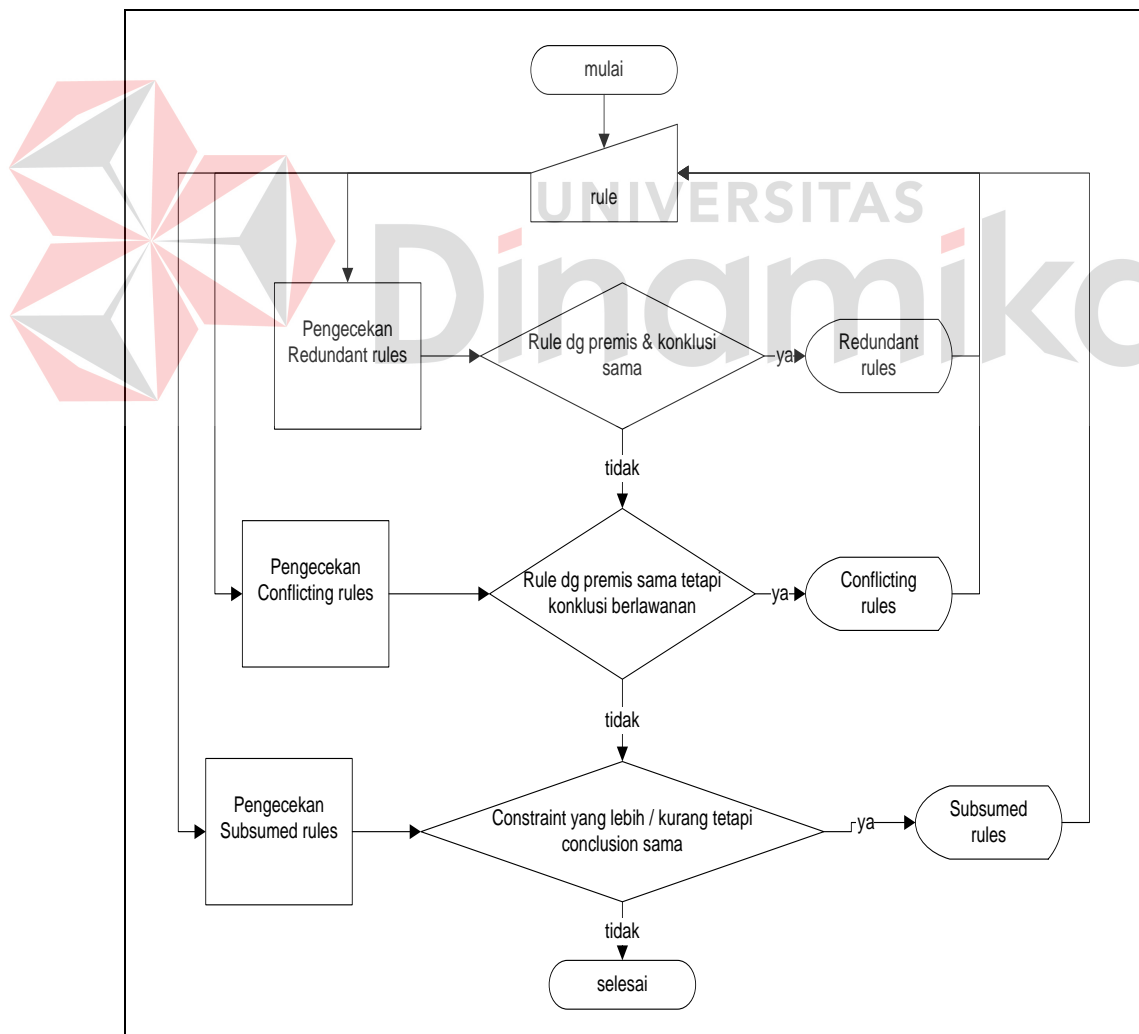 mulai
rule
UNIVERSITAS
Dinamika
Pengecekan
Redundant rules
Rule dg premis & konklusi
sama
ya
Redundant
rules
tidak
Pengecekan
Conflicting rules
Rule dg premis sama tetapi
konklusi berlawanan
ya
Conflicting
rules
tidak
Pengecekan
Subsumed rules
Constraint yang lebih / kurang tetapi
conclusion sama
ya
Subsumed
rules
tidak
selesai